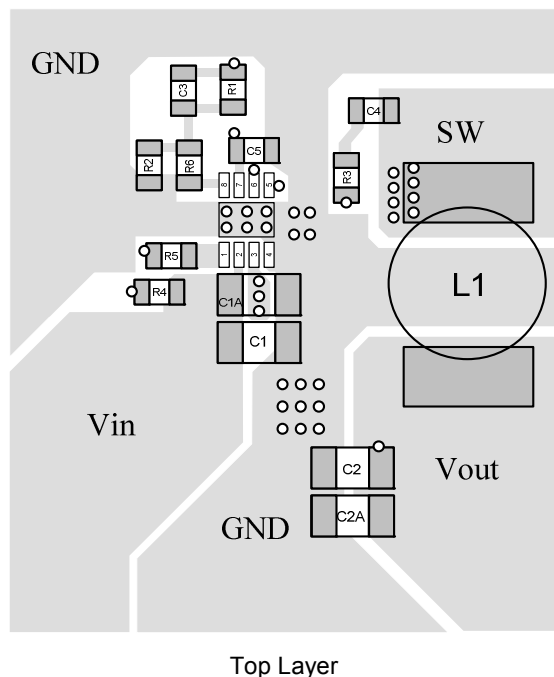 GND
C3
R1
C4
SW
C5
R2
R6
R3
8
7
6
5
1
2
3
4
R5
R4
L1
C1A
C1
Vin
C2
Vout
C2A
GND
Top Layer